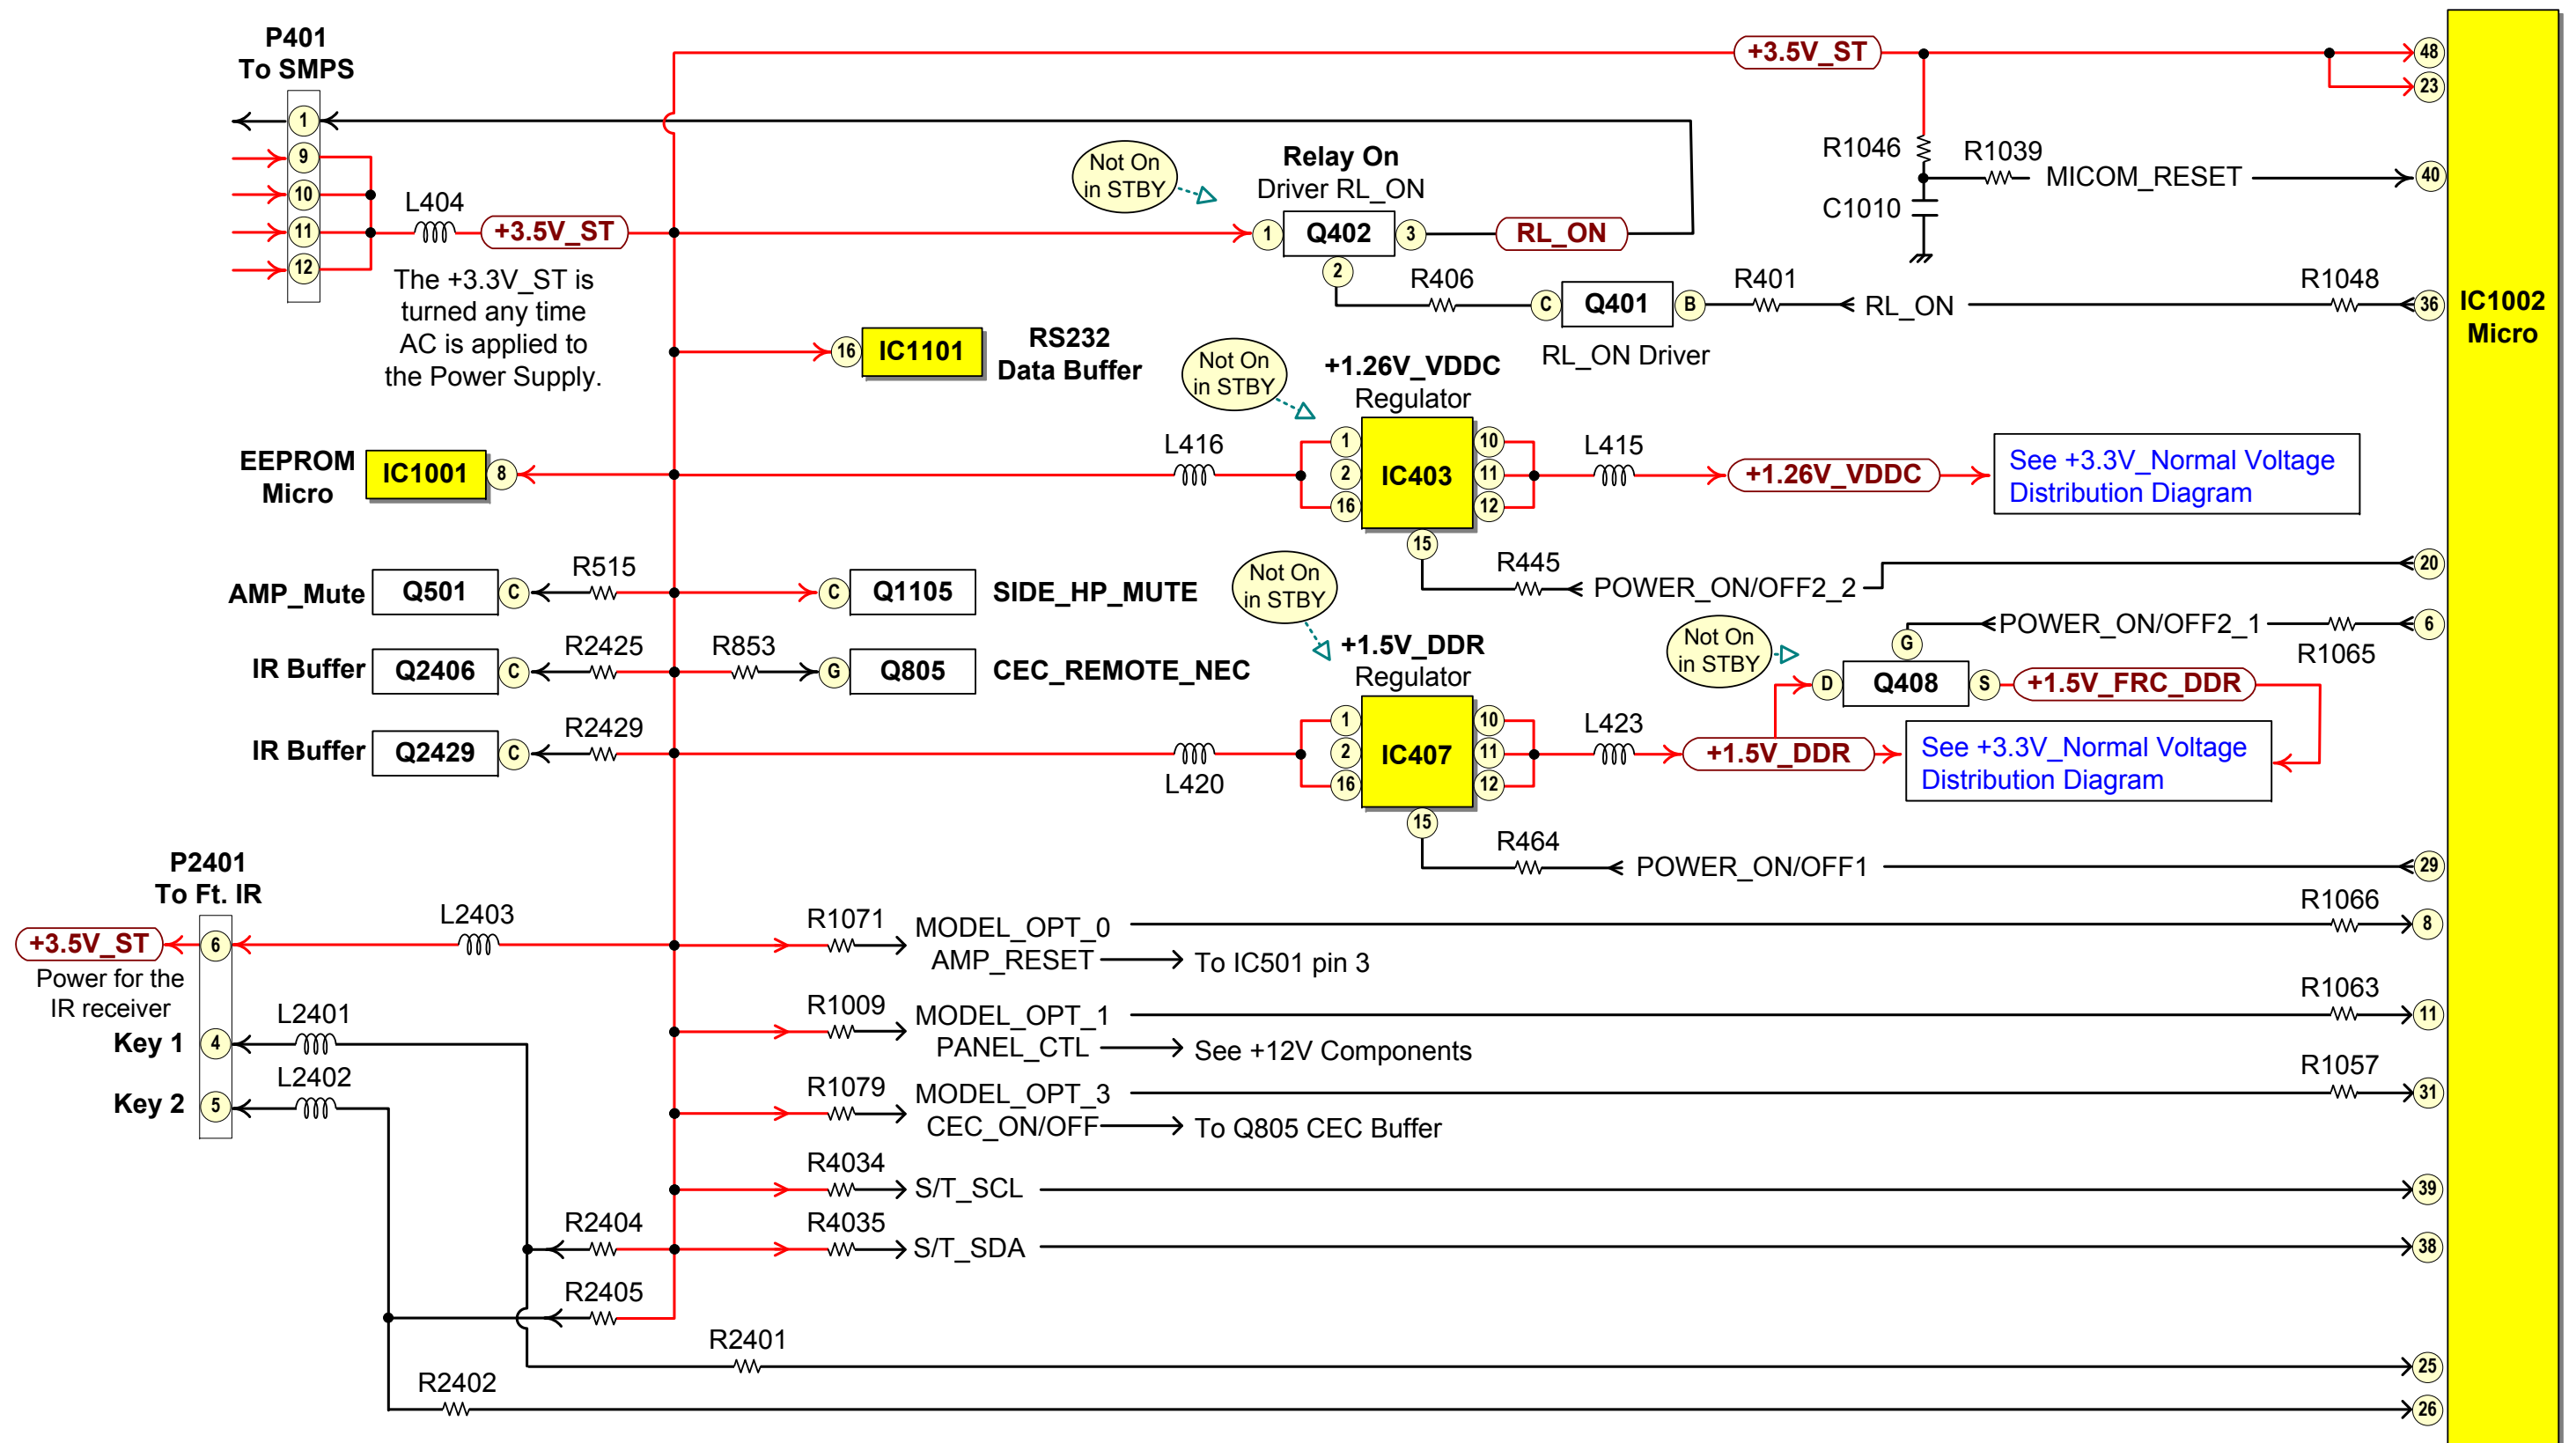 P401
To SMPS
1
9
10
11
12
L404
+3.5V_ST
The +3.3V_ST is
turned any time
AC is applied to
the Power Supply.
+3.5V_ST
48
23
R1046
R1039
MICOM_RESET
40
C1010
Not On
in STBY
Relay On
Driver RL_ON
1
Q402
3
RL_ON
2
R406
C
Q401
B
R401
RL_ON
R1048
36
RL_ON Driver
IC1002
Micro
16
IC1101
RS232
Data Buffer
Not On
in STBY
+1.26V_VDDC
Regulator
EEPROM
Micro
IC1001
8
L416
1
2
16
IC403
10
11
12
15
L415
+1.26V_VDDC
See +3.3V_Normal Voltage
Distribution Diagram
R445
POWER_ON/OFF2_2
20
AMP_Mute
Q501
C
R515
C
Q1105
SIDE_HP_MUTE
IR Buffer
Q2406
C
R2425
R853
G
Q805
CEC_REMOTE_NEC
Not On
in STBY
+1.5V_DDR
Regulator
Not On
in STBY
G
POWER_ON/OFF2_1
6
R1065
D
Q408
S
+1.5V_FRC_DDR
IR Buffer
Q2429
C
R2429
L420
1
2
16
IC407
10
11
12
15
L423
+1.5V_DDR
See +3.3V_Normal Voltage
Distribution Diagram
R464
POWER_ON/OFF1
29
P2401
To Ft. IR
+3.5V_ST
6
L2403
Power for the
IR receiver
R1071
MODEL_OPT_0
R1066
8
AMP_RESET
To IC501 pin 3
Key 1
4
L2401
R1009
MODEL_OPT_1
R1063
11
PANEL_CTL
See +12V Components
Key 2
5
L2402
R1079
MODEL_OPT_3
R1057
31
CEC_ON/OFF
To Q805 CEC Buffer
R4034
S/T_SCL
39
R2404
R4035
S/T_SDA
38
R2405
R2401
25
R2402
26